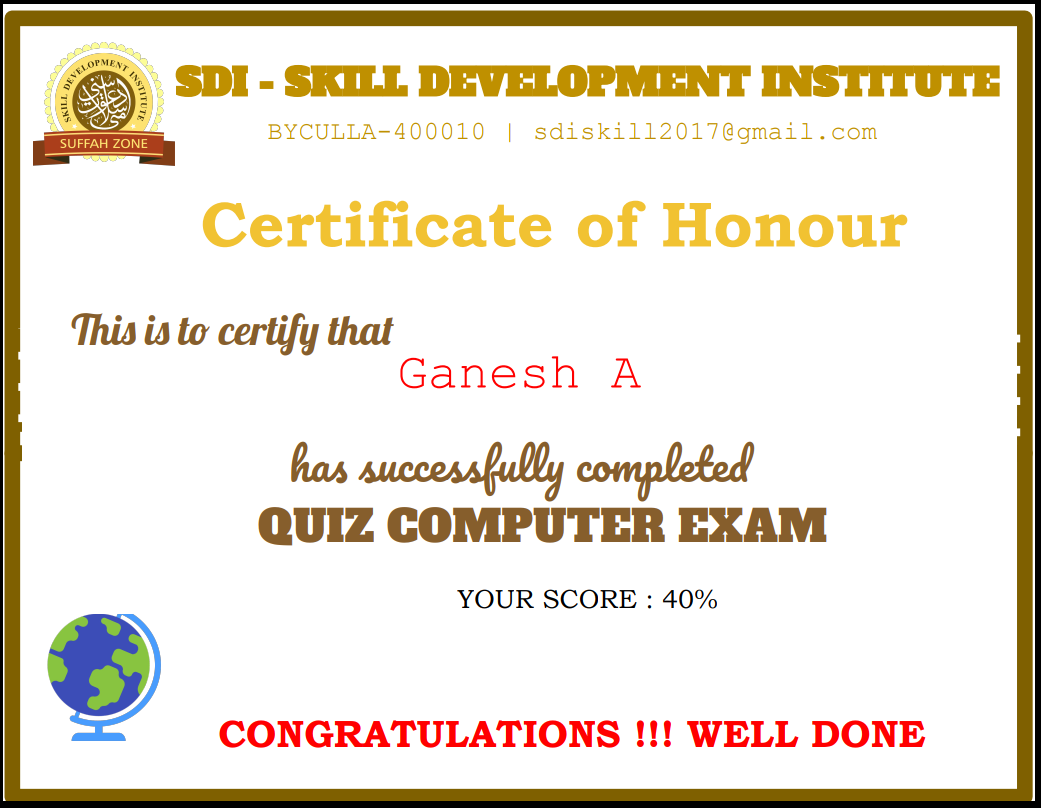 SKILL DEVELOPMENT INSTITUTE
SUFFAH ZONE
SDI - SKILL DEVELOPMENT INSTITUTE
BYCULLA-400010 | sdiskill2017@gmail.com
Certificate of Honour
This is to certify that
Ganesh A
has successfully completed
QUIZ COMPUTER EXAM
YOUR SCORE : 40%
CONGRATULATIONS !!! WELL DONE